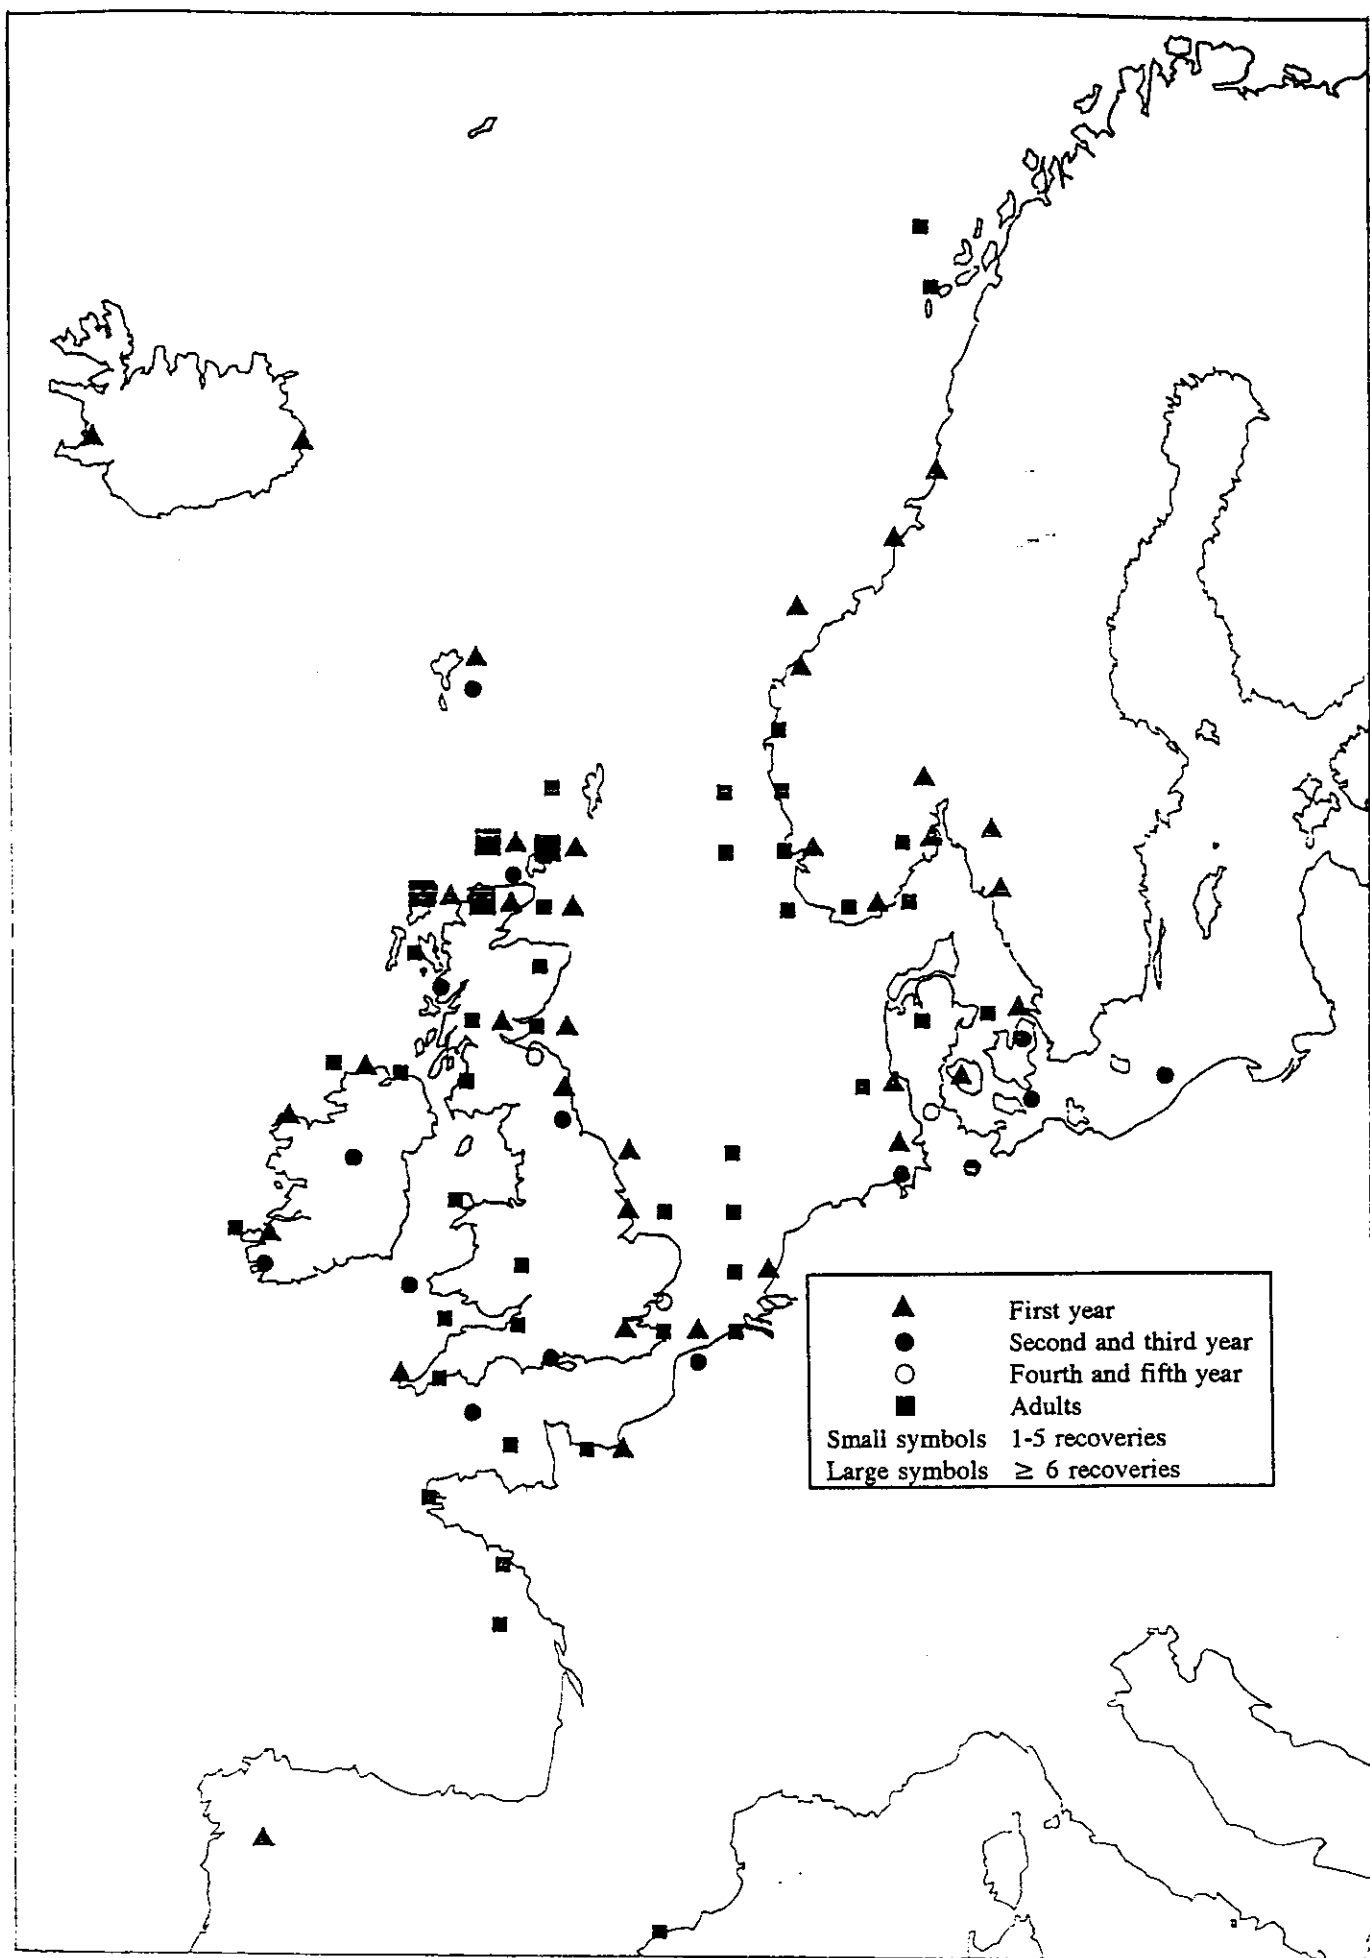 First year
Second and third year
Fourth and fifth year
Adults
Small symbols 1-5 recoveries
Large symbols ≥ 6 recoveries